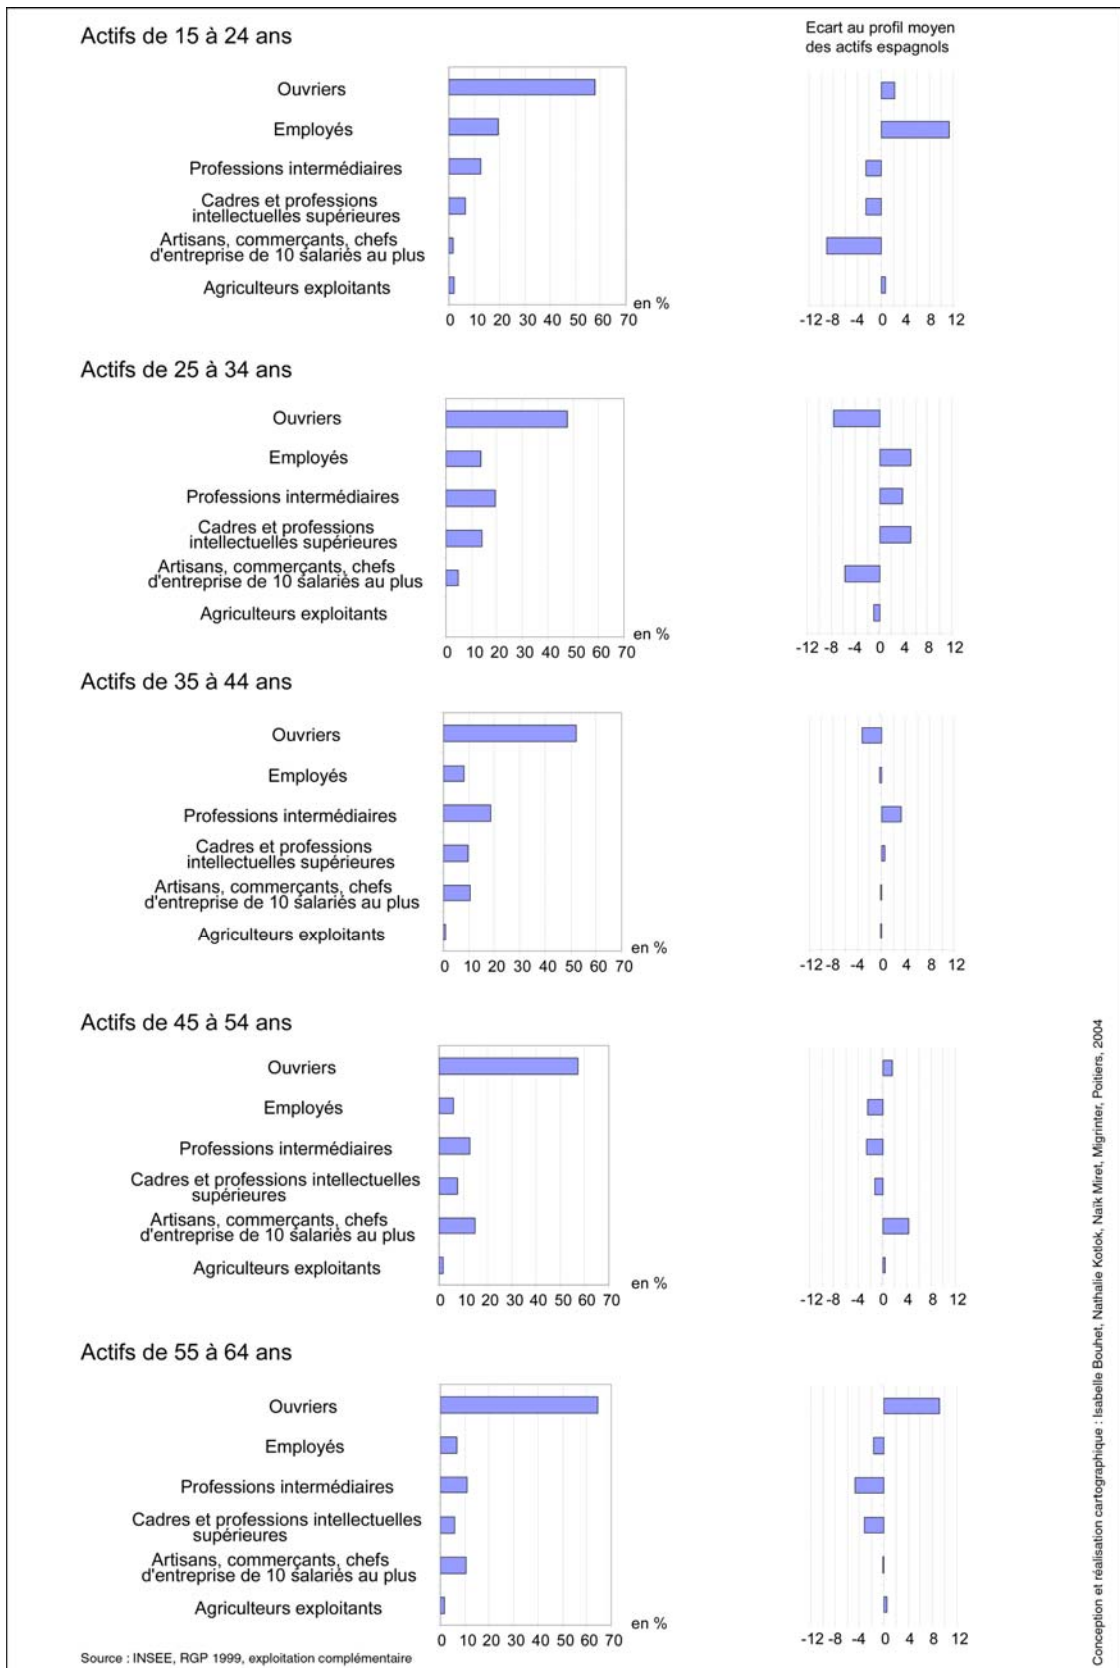 Actifs de 15 à 24 ans
Ecart au profil moyen
des actifs espagnols
Ouvriers
Employés
Professions intermédiaires
Cadres et professions
intellectuelles supérieures
Artisans, commerçants, chefs
d'entreprise de 10 salariés au plus
Agriculteurs exploitants
en %
0 10 20 30 40 50 60 70
-12 -8 -4 0 4 8 12
Actifs de 25 à 34 ans
Ouvriers
Employés
Professions intermédiaires
Cadres et professions
intellectuelles supérieures
Artisans, commerçants, chefs
d'entreprise de 10 salariés au plus
Agriculteurs exploitants
en %
0 10 20 30 40 50 60 70
-12 -8 -4 0 4 8 12
Actifs de 35 à 44 ans
Ouvriers
Employés
Professions intermédiaires
Cadres et professions
intellectuelles supérieures
Artisans, commerçants, chefs
d'entreprise de 10 salariés au plus
Agriculteurs exploitants
en %
0 10 20 30 40 50 60 70
-12 -8 -4 0 4 8 12
Actifs de 45 à 54 ans
Ouvriers
Employés
Professions intermédiaires
Cadres et professions intellectuelles
supérieures
Artisans, commerçants, chefs
d'entreprise de 10 salariés au plus
Agriculteurs exploitants
en %
0 10 20 30 40 50 60 70
-12 -8 -4 0 4 8 12
Actifs de 55 à 64 ans
Ouvriers
Employés
Professions intermédiaires
Cadres et professions intellectuelles
supérieures
Artisans, commerçants, chefs
d'entreprise de 10 salariés au plus
Agriculteurs exploitants
en %
0 10 20 30 40 50 60 70
-12 -8 -4 0 4 8 12
Source : INSEE, RGP 1999, exploitation complémentaire
Conception et réalisation cartographique : Isabelle Bouhet, Nathalie Kotlok, Naïk Miret, Migrinter, Poitiers, 2004